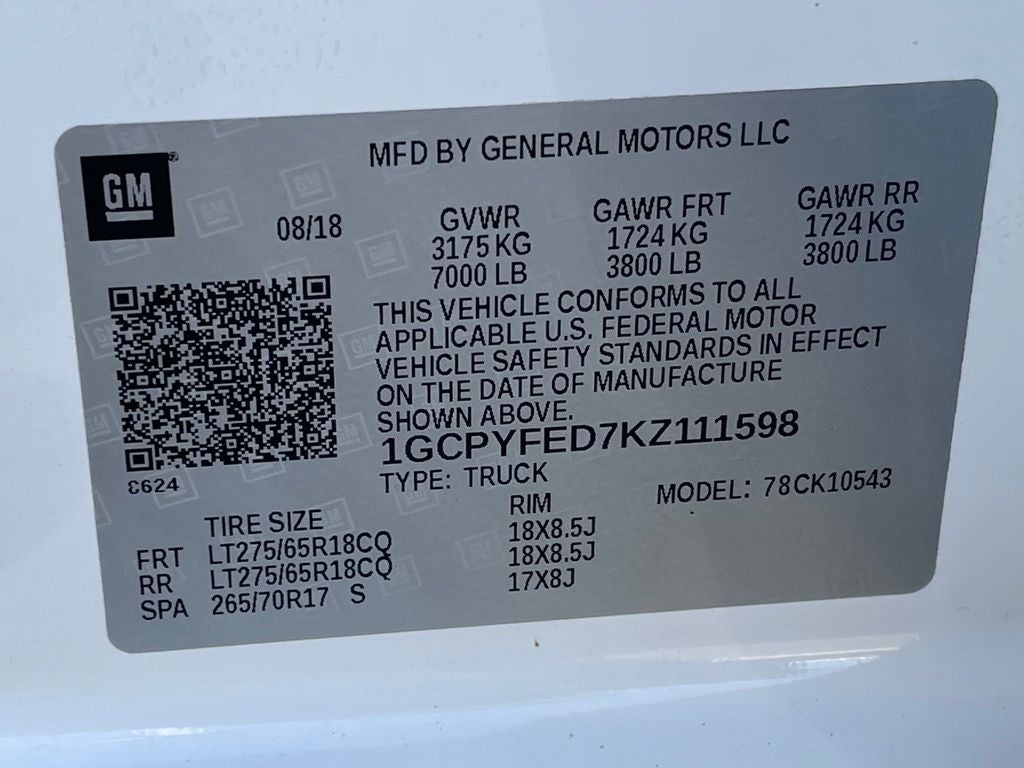 MFD BY GENERAL MOTORS LLC
GM
08/18 GVWR GAWR FRT GAWR RR
3175 KG 1724 KG 1724 KG
7000 LB 3800 LB 3800 LB
THIS VEHICLE CONFORMS TO ALL
APPLICABLE U.S. FEDERAL MOTOR
VEHICLE SAFETY STANDARDS IN EFFECT
ON THE DATE OF MANUFACTURE
SHOWN ABOVE.
1GCPYFED7KZ111598
8624
TYPE: TRUCK MODEL: 78CK10543
TIRE SIZE RIM
FRT LT275/65R18CQ 18X8.5J
RR LT275/65R18CQ 18X8.5J
SPA 265/70R17 S 17X8J